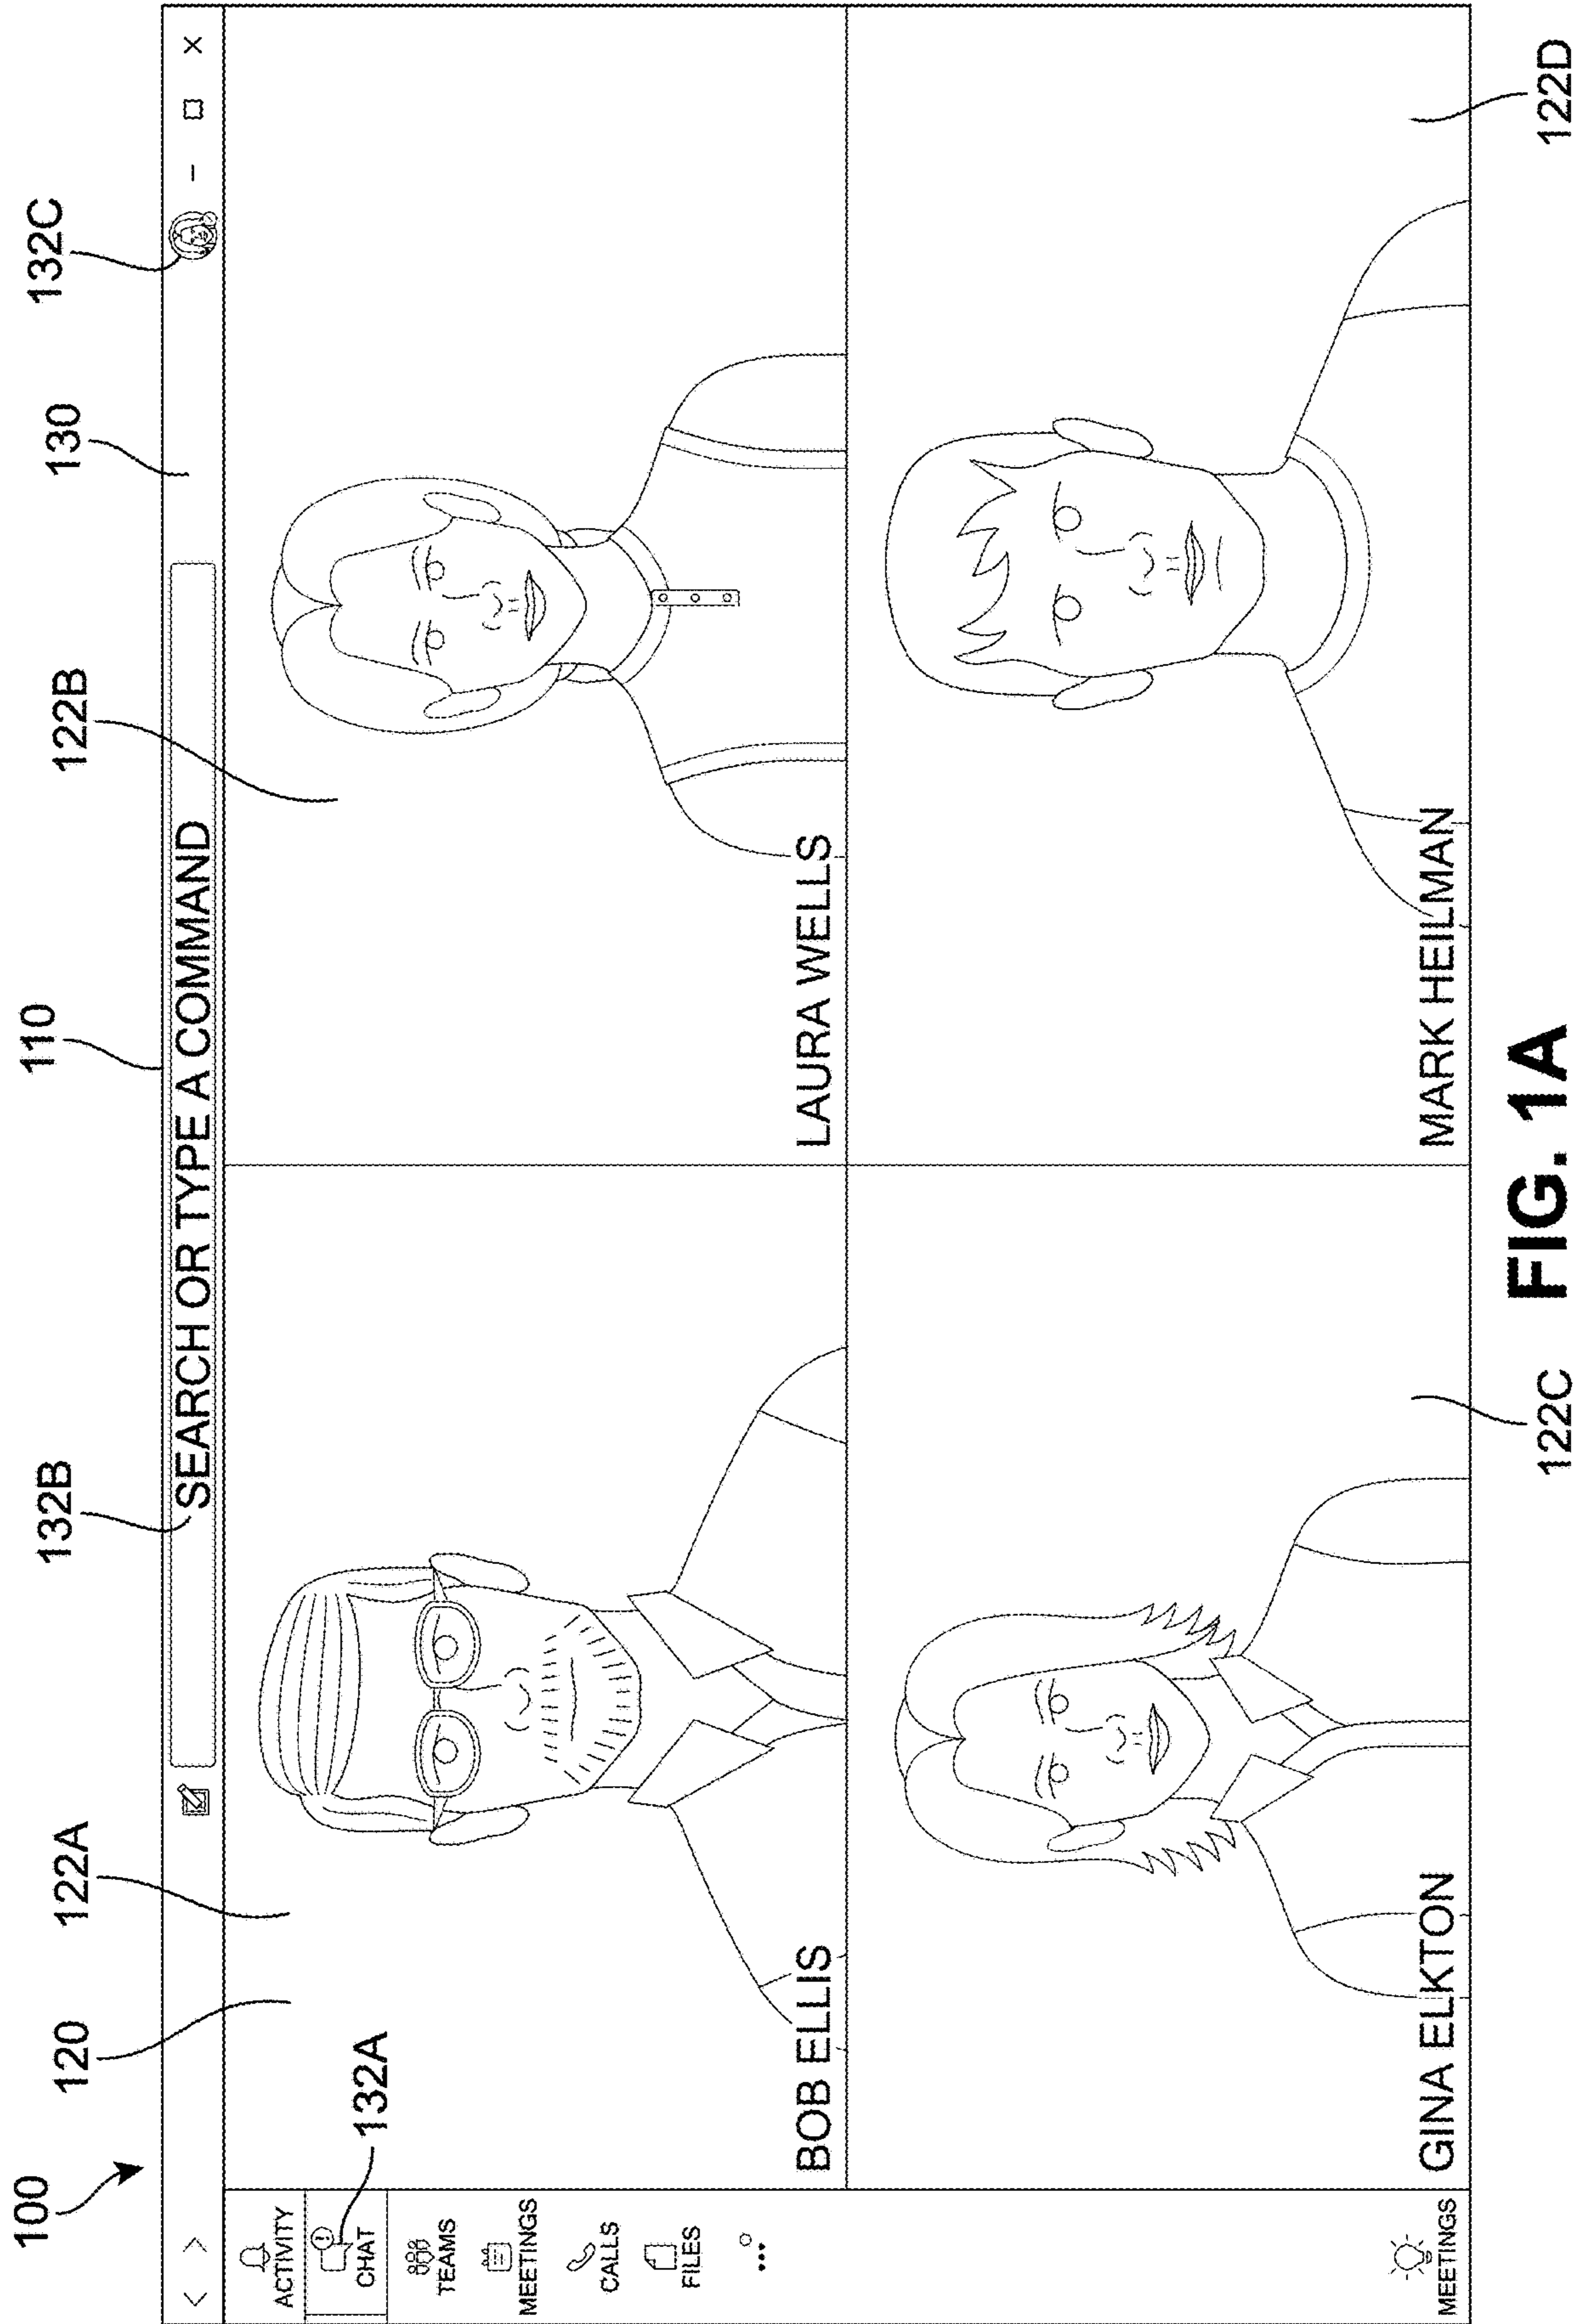 100
120
122A
132B
110
122B
130
132C
SEARCH OR TYPE A COMMAND
ACTIVITY
CHAT
132A
TEAMS
MEETINGS
CALLS
FILES
MEETINGS
BOB ELLIS
LAURA WELLS
GINA ELKTON
MARK HEILMAN
122C
122D
FIG. 1A